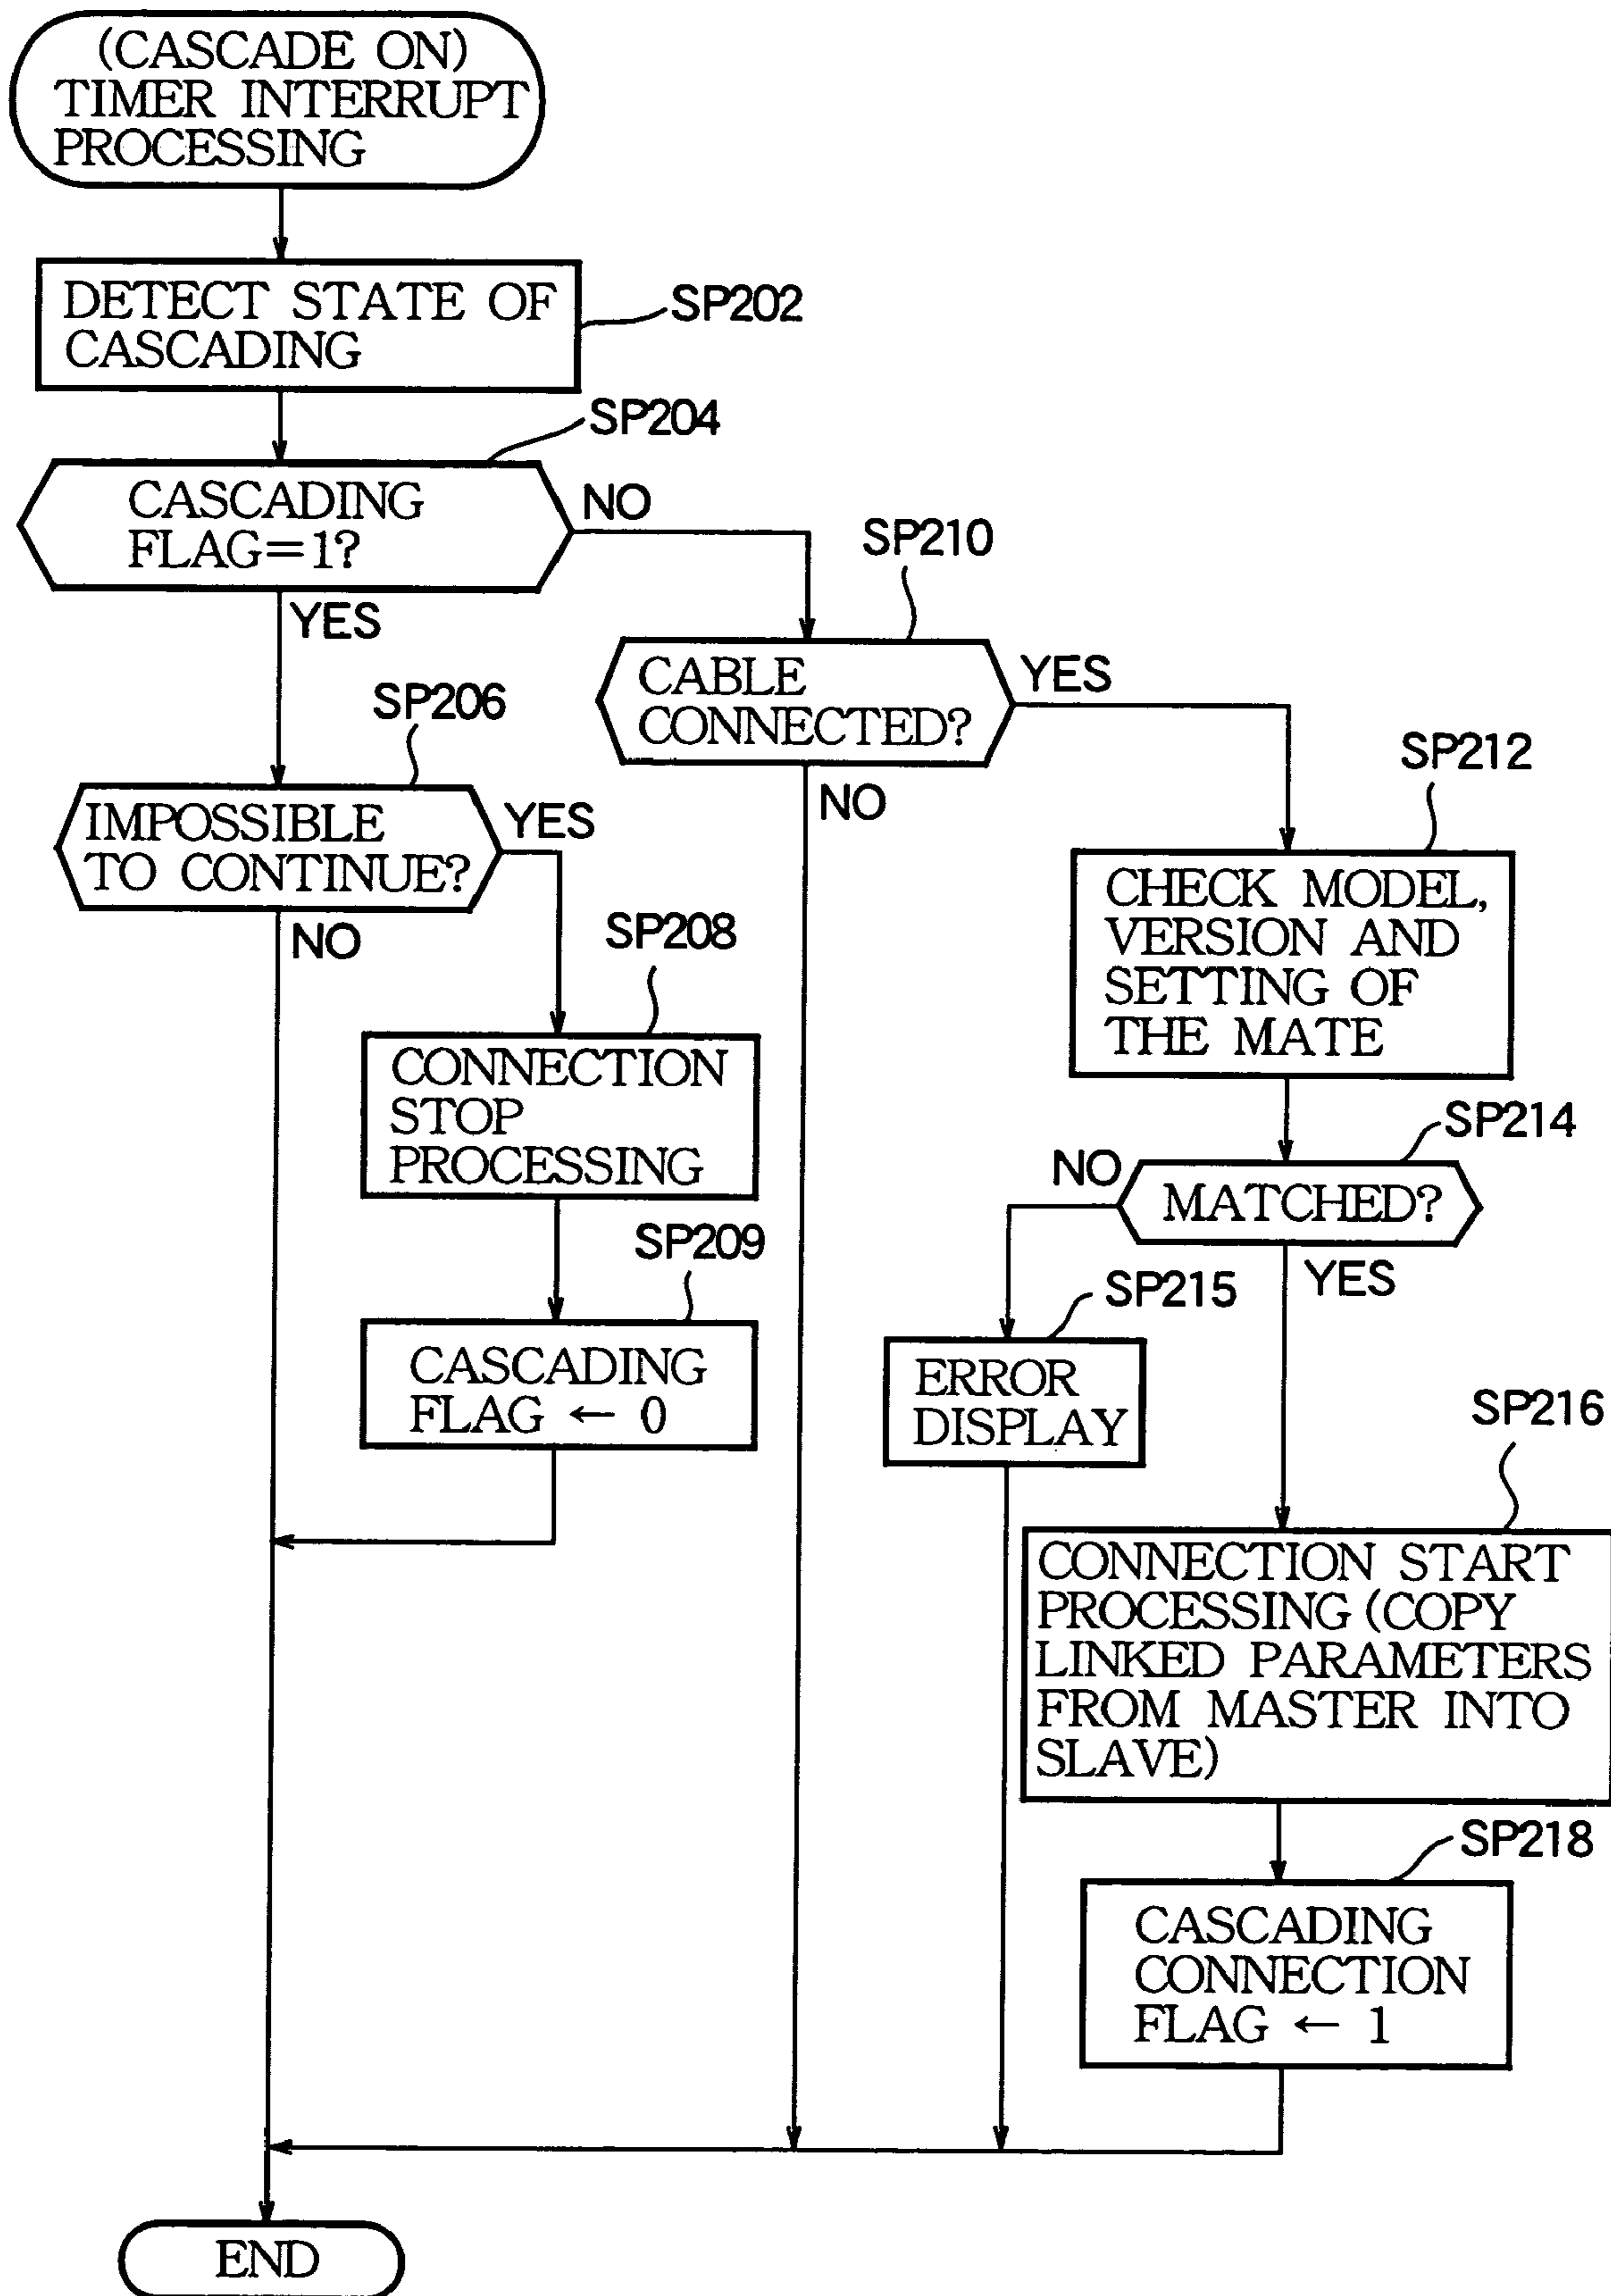 (CASCADE ON)
TIMER INTERRUPT
PROCESSING
DETECT STATE OF
CASCADING
SP202
SP204
CASCADING
FLAG=1?
NO
YES
SP210
CABLE
CONNECTED?
YES
NO
SP206
IMPOSSIBLE
TO CONTINUE?
YES
NO
SP208
CONNECTION
STOP
PROCESSING
SP209
CASCADING
FLAG ← 0
SP212
CHECK MODEL,
VERSION AND
SETTING OF
THE MATE
SP214
MATCHED?
NO
YES
SP215
ERROR
DISPLAY
SP216
CONNECTION START
PROCESSING (COPY
LINKED PARAMETERS
FROM MASTER INTO
SLAVE)
SP218
CASCADING
CONNECTION
FLAG ← 1
END